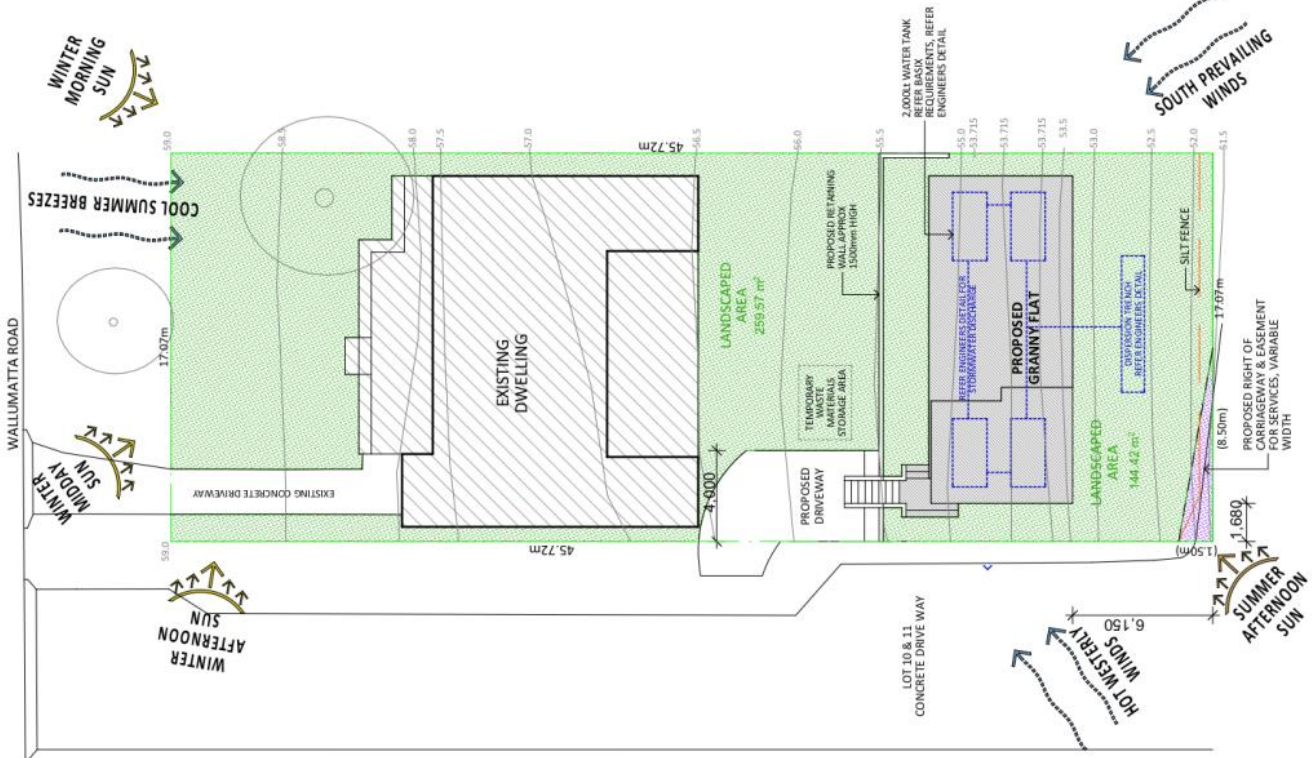 WALLUMATTA ROAD
WINTER
MORNING
SUN
COOL SUMMER BREEZES
WINTER
MIDDAY
SUN
WINTER
AFTERNOON
SUN
17.07m
59.0
59.0
58.5
58.0
57.5
57.0
56.5
56.0
55.5
55.0
53.715
53.715
53.715
53.5
53.0
52.5
52.0
61.5
45.72m
45.72m
EXISTING CONCRETE DRIVEWAY
EXISTING
DWELLING
LANDSCAPED
AREA
259.57 m²
4,000
PROPOSED
DRIVEWAY
TEMPORARY
WASTE
MATERIALS
STORAGE AREA
PROPOSED RETAINING
WALL APPROX
1500mm HIGH
2,000Lt WATER TANK
REFER BASIX
REQUIREMENTS, REFER
ENGINEERS DETAIL
REFER ENGINEERS DETAIL FOR
STORMWATER DISCHARGE
PROPOSED
GRANNY FLAT
DISPERSION TRENCH
REFER ENGINEERS DETAIL
LANDSCAPED
AREA
144.42 m²
SILT FENCE
17.07m
(8.50m)
(1.50m)
1,680
6,150
PROPOSED RIGHT OF
CARRIAGEWAY & EASEMENT
FOR SERVICES, VARIABLE
WIDTH
LOT 10 & 11
CONCRETE DRIVE WAY
SOUTH PREVAILING
WINDS
HOT WESTERLY
WINDS
SUMMER
AFTERNOON
SUN